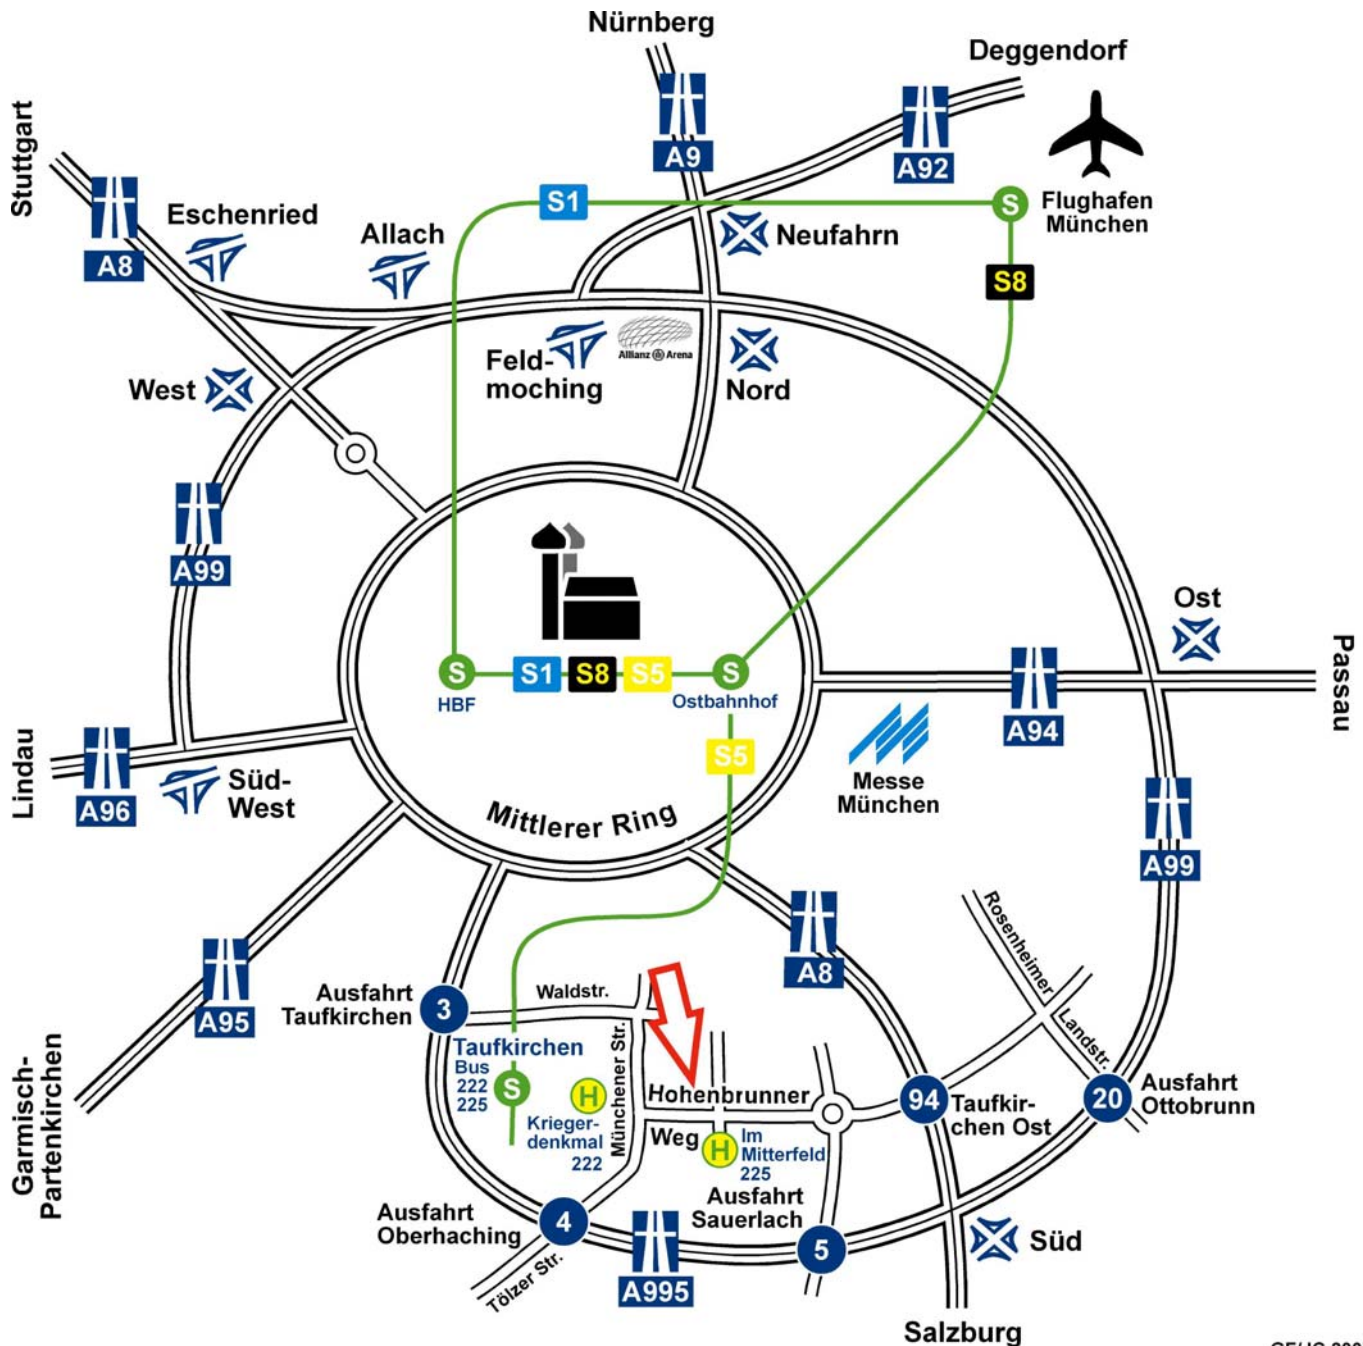 Nürnberg
Deggendorf
Stuttgart
A9
A92
S1
S
Flughafen
München
Eschenried
Allach
Neufahrn
A8
S8
Allianz Arena
Feld-
moching
Nord
West
A99
Ost
Passau
S
S1
S8
S5
S
HBF
Ostbahnhof
A94
S5
Lindau
Süd-
West
A96
Messe
München
Mittlerer Ring
A99
Rosenheimer
Landstr.
A8
A95
Garmisch-
Partenkirchen
Ausfahrt
Taufkirchen
3
Waldstr.
Münchener Str.
Taufkirchen
Bus
222
225
S
H
Krieger-
denkmal
222
Hohenbrunner
Weg
H
Im
Mitterfeld
225
94
Taufkir-
chen Ost
20
Ausfahrt
Ottobrunn
Ausfahrt
Oberhaching
4
Ausfahrt
Sauerlach
5
Süd
Tölzer Str.
A995
Salzburg